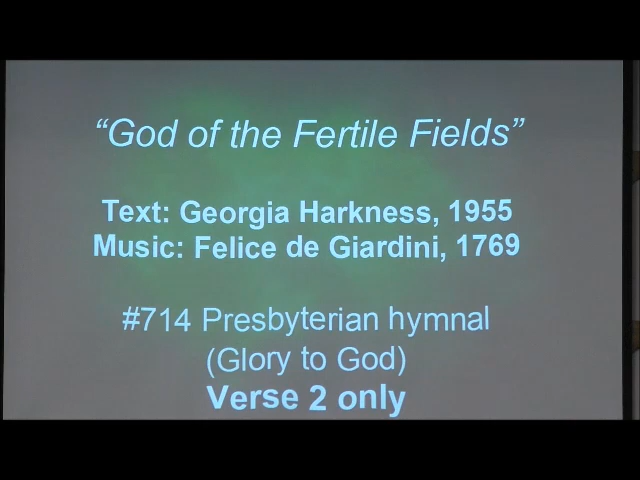 “God of the Fertile Fields”
Text: Georgia Harkness, 1955
Music: Felice de Giardini, 1769
#714 Presbyterian hymnal
(Glory to God)
Verse 2 only